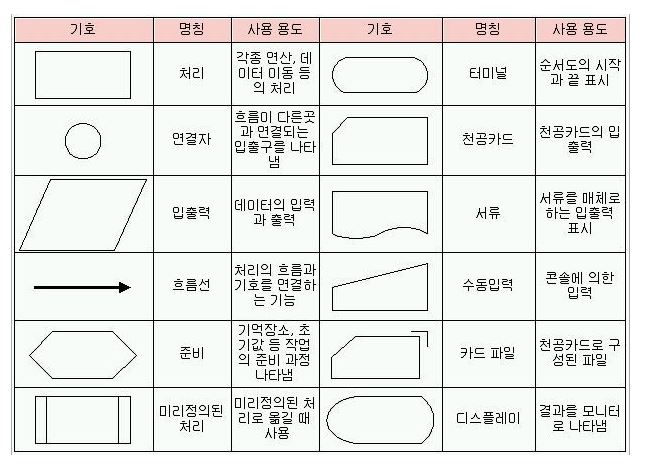 기호 명칭 사용 용도 기호 명칭 사용 용도
처리
각종 연산, 데
이터 이동 등
의 처리
터미널
순서도의 시작
과 끝 표시
연결자
흐름이 다른곳
과 연결되는
입출구를 나타
냄
천공카드
천공카드의 입
출력
입출력
데이터의 입력
과 출력
서류
서류를 매체로
하는 입출력
표시
흐름선
처리의 흐름과
기호를 연결하
는 기능
수동입력
콘솔에 의한
입력
준비
기억장소, 초
기값 등 작업
의 준비 과정
나타냄
카드 파일
천공카드로 구
성된 파일
미리정의된
처리
미리정의된 처
리로 옮길 때
사용
디스플레이
결과를 모니터
로 나타냄